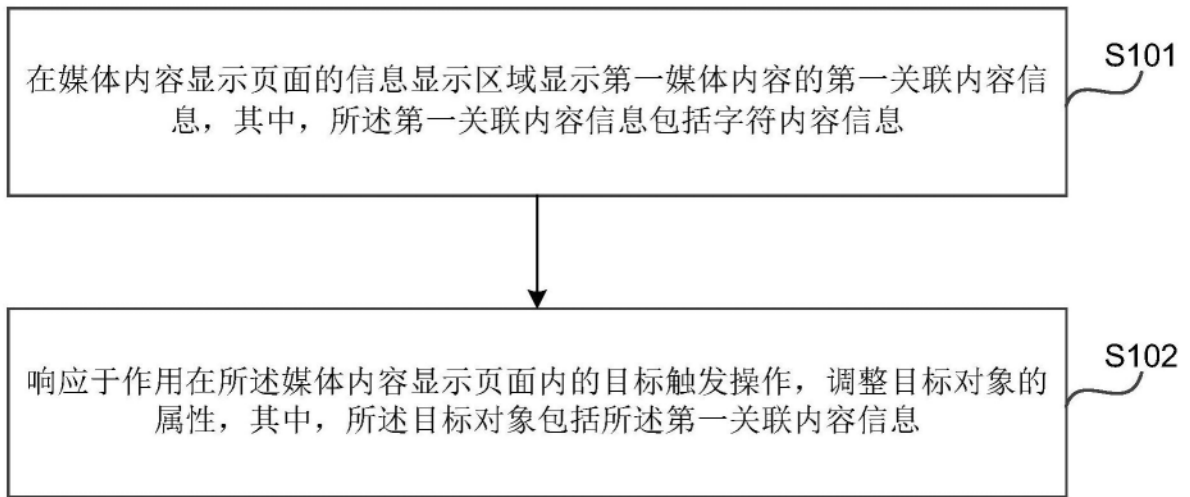 在媒体内容显示页面的信息显示区域显示第一媒体内容的第一关联内容信
息，其中，所述第一关联内容信息包括字符内容信息
S101
响应于作用在所述媒体内容显示页面内的目标触发操作，调整目标对象的
属性，其中，所述目标对象包括所述第一关联内容信息
S102